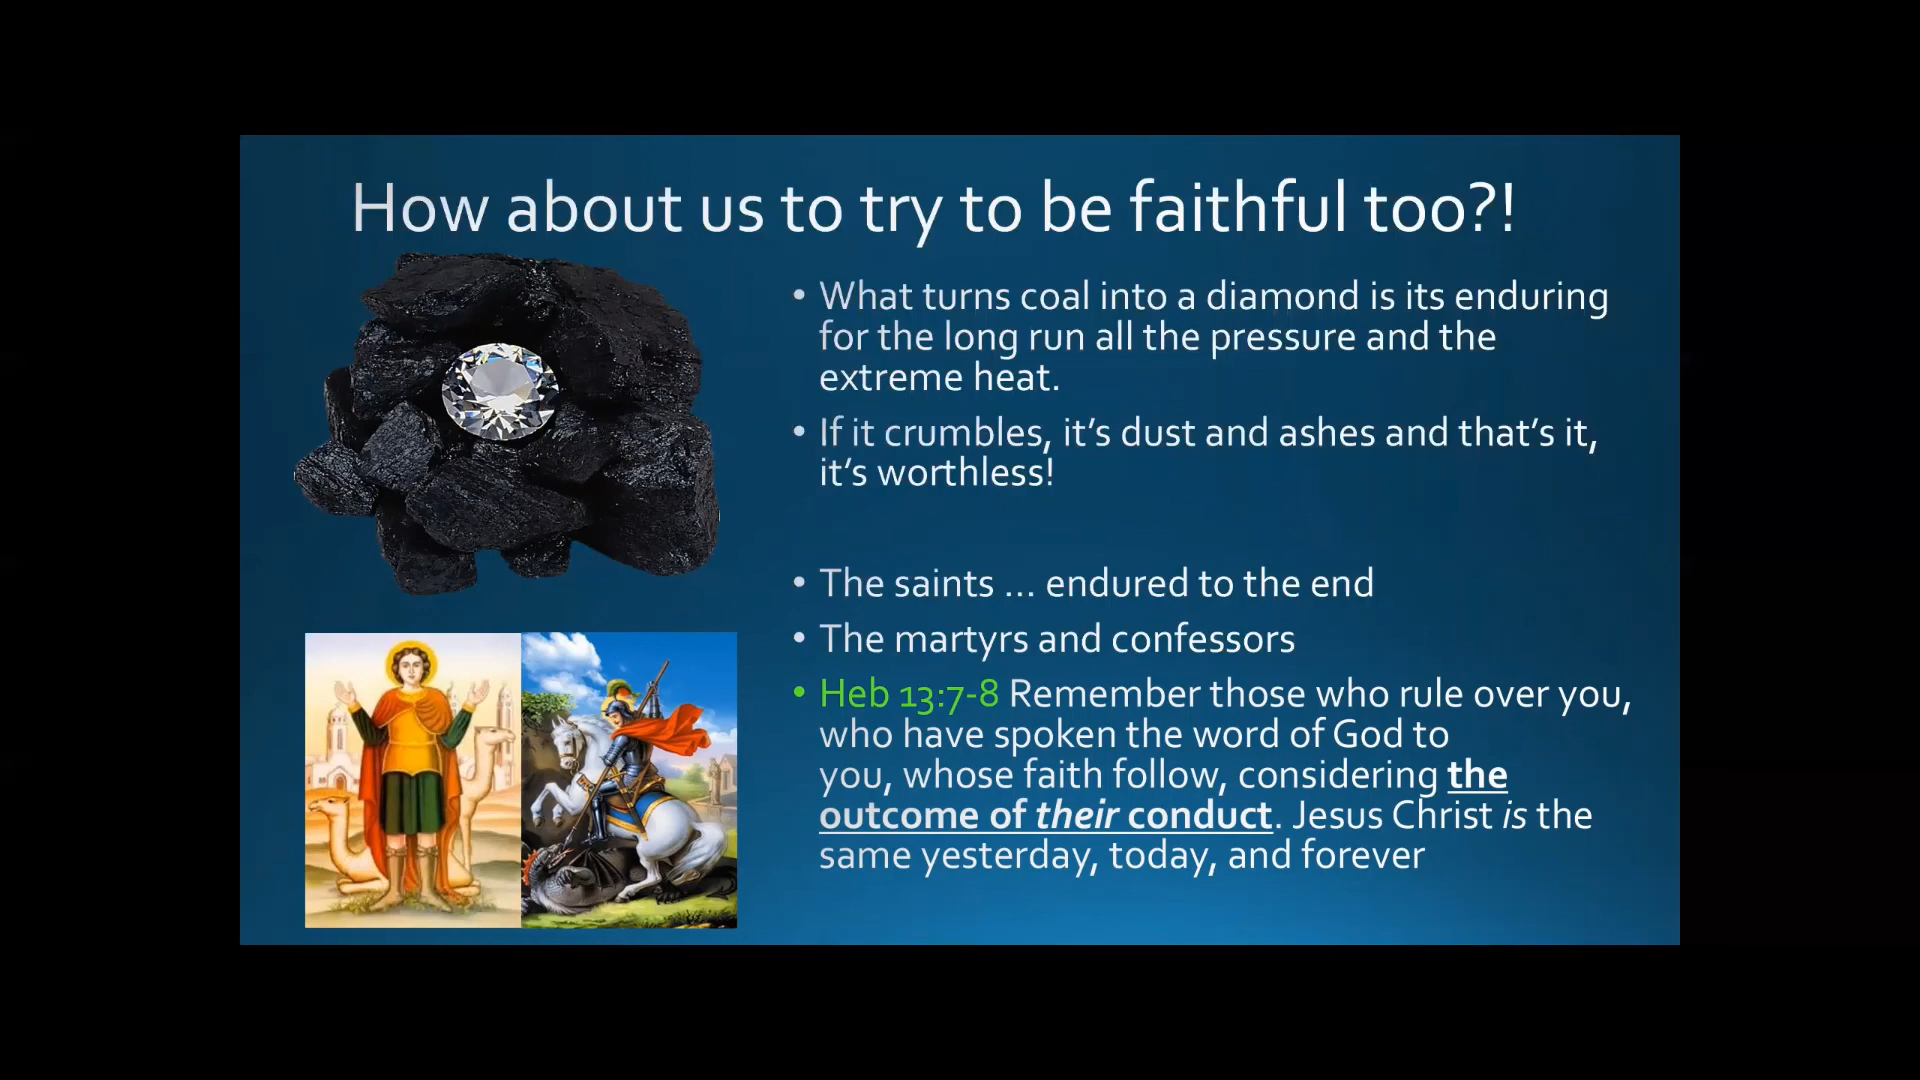 How about us to try to be faithful too?!
• What turns coal into a diamond is its enduring
for the long run all the pressure and the
extreme heat.
• If it crumbles, it’s dust and ashes and that’s it,
it’s worthless!
• The saints … endured to the end
• The martyrs and confessors
• Heb 13:7-8 Remember those who rule over you,
who have spoken the word of God to
you, whose faith follow, considering the
outcome of their conduct. Jesus Christ is the
same yesterday, today, and forever